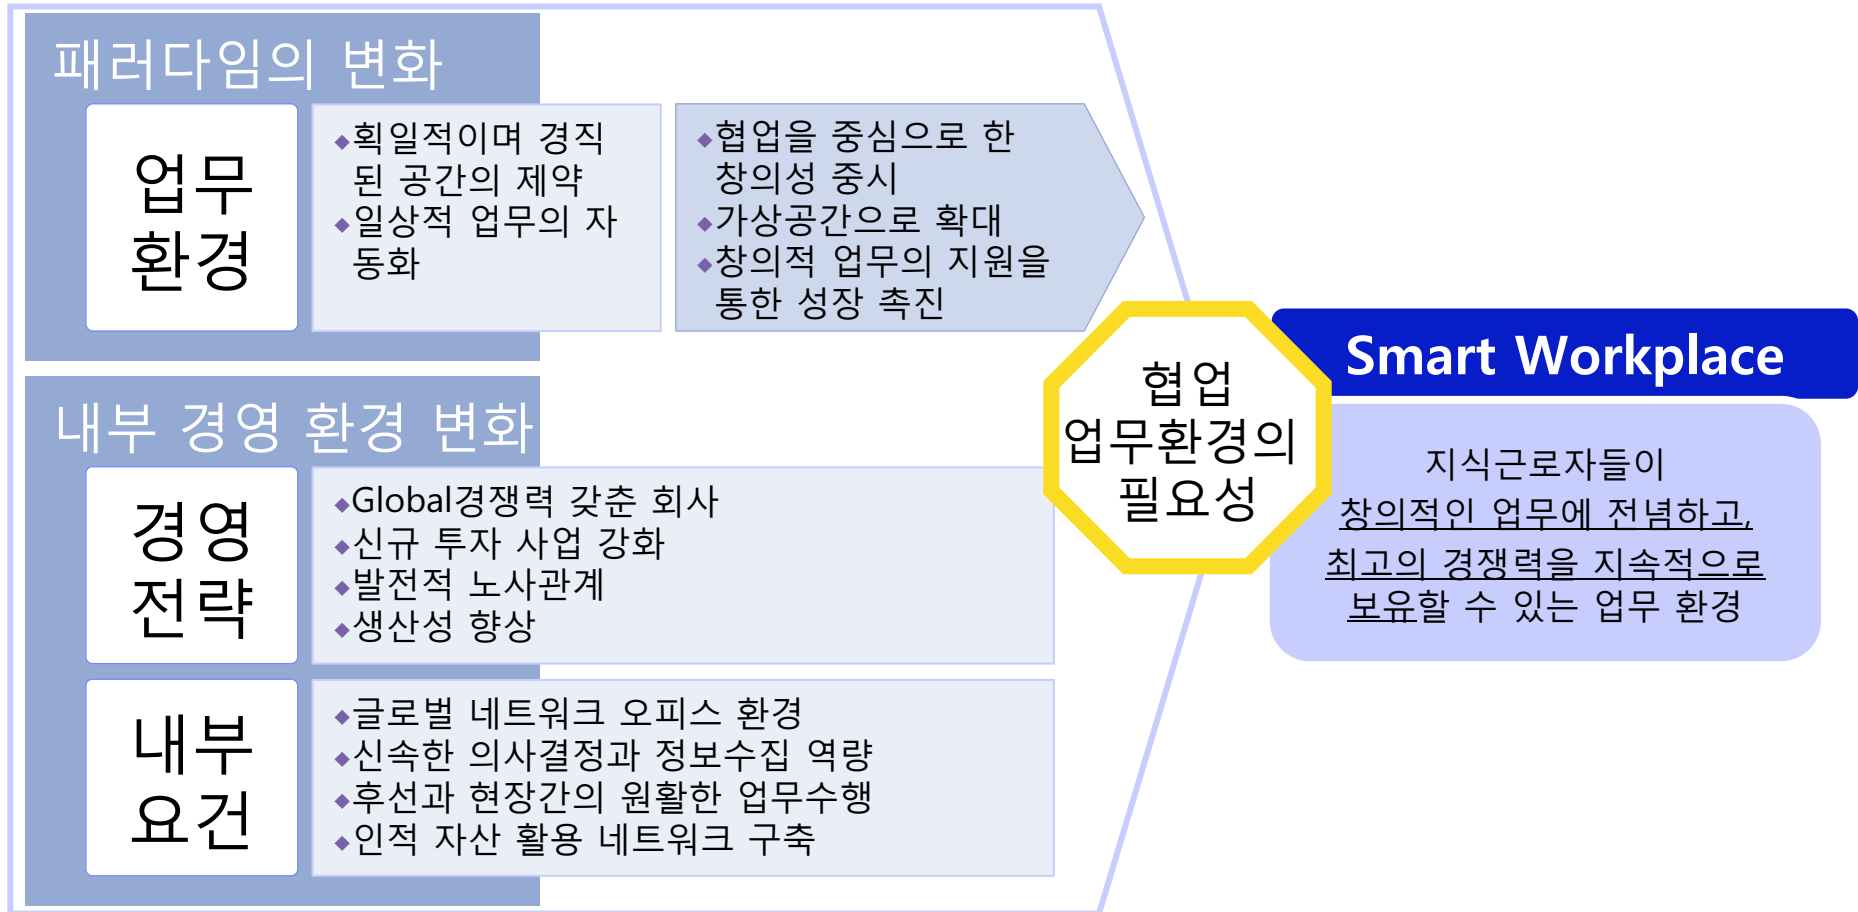 패러다임의 변화
업무
환경
◆획일적이며 경직
된 공간의 제약
◆일상적 업무의 자
동화
◆협업을 중심으로 한
창의성 중시
◆가상공간으로 확대
◆창의적 업무의 지원을
통한 성장 촉진
내부 경영 환경 변화
경영
전략
◆Global경쟁력 갖춘 회사
◆신규 투자 사업 강화
◆발전적 노사관계
◆생산성 향상
내부
요건
◆글로벌 네트워크 오피스 환경
◆신속한 의사결정과 정보수집 역량
◆후선과 현장간의 원활한 업무수행
◆인적 자산 활용 네트워크 구축
협업
업무환경의
필요성
Smart Workplace
지식근로자들이
창의적인 업무에 전념하고,
최고의 경쟁력을 지속적으로
보유할 수 있는 업무 환경